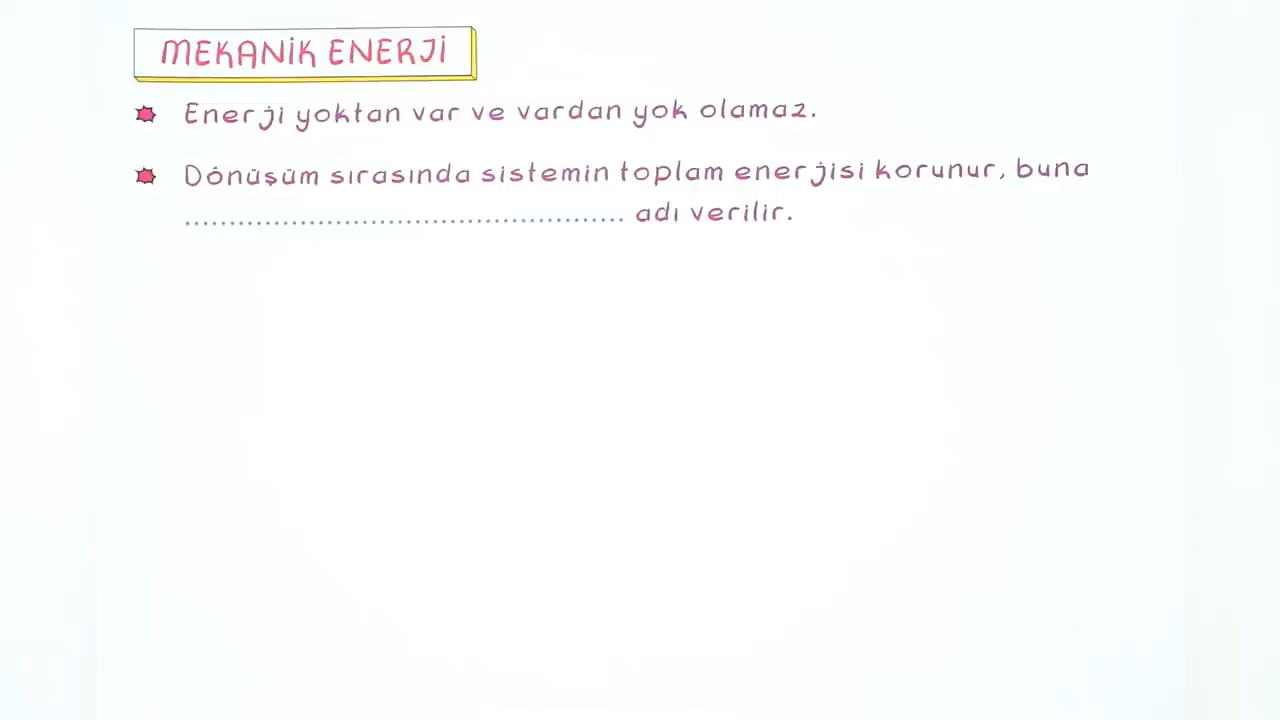 MEKANİK ENERJİ
Enerji yoktan var ve vardan yok olamaz.
Dönüşüm sırasında sistemin toplam enerjisi korunur, buna
................................................ adı verilir.